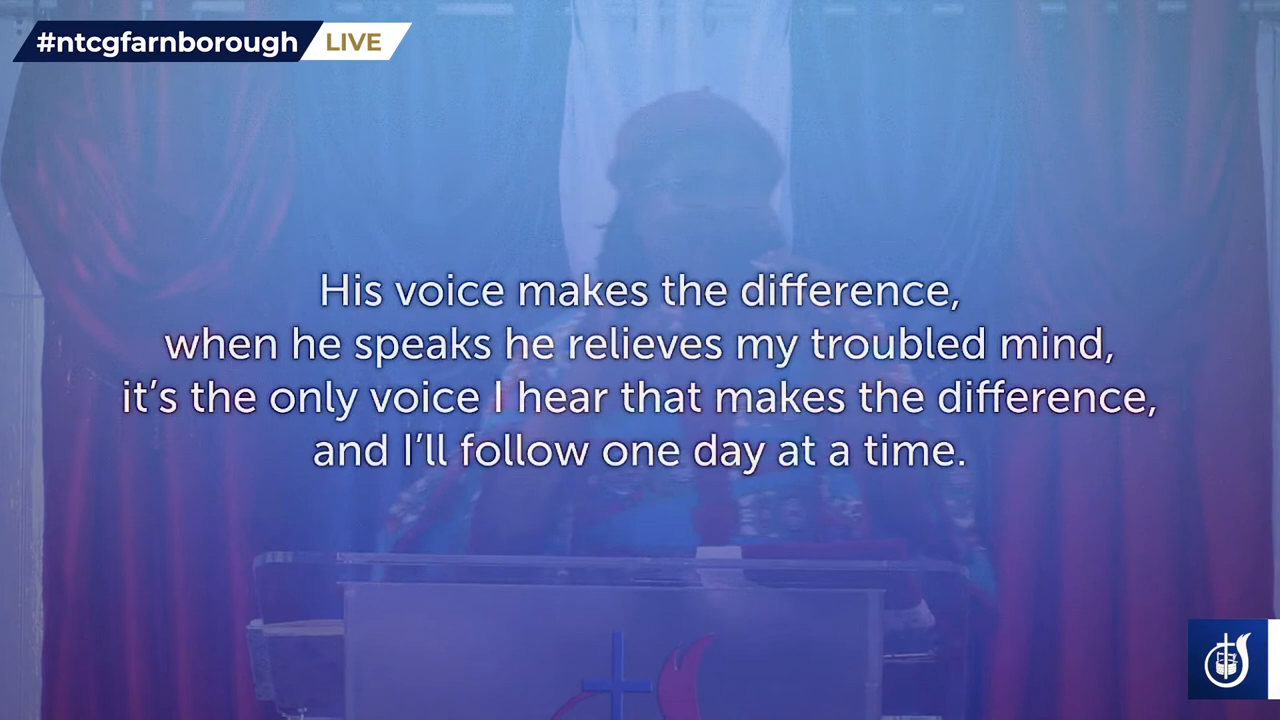 #ntcgfarnborough LIVE
His voice makes the difference,
when he speaks he relieves my troubled mind,
it’s the only voice I hear that makes the difference,
and I’ll follow one day at a time.